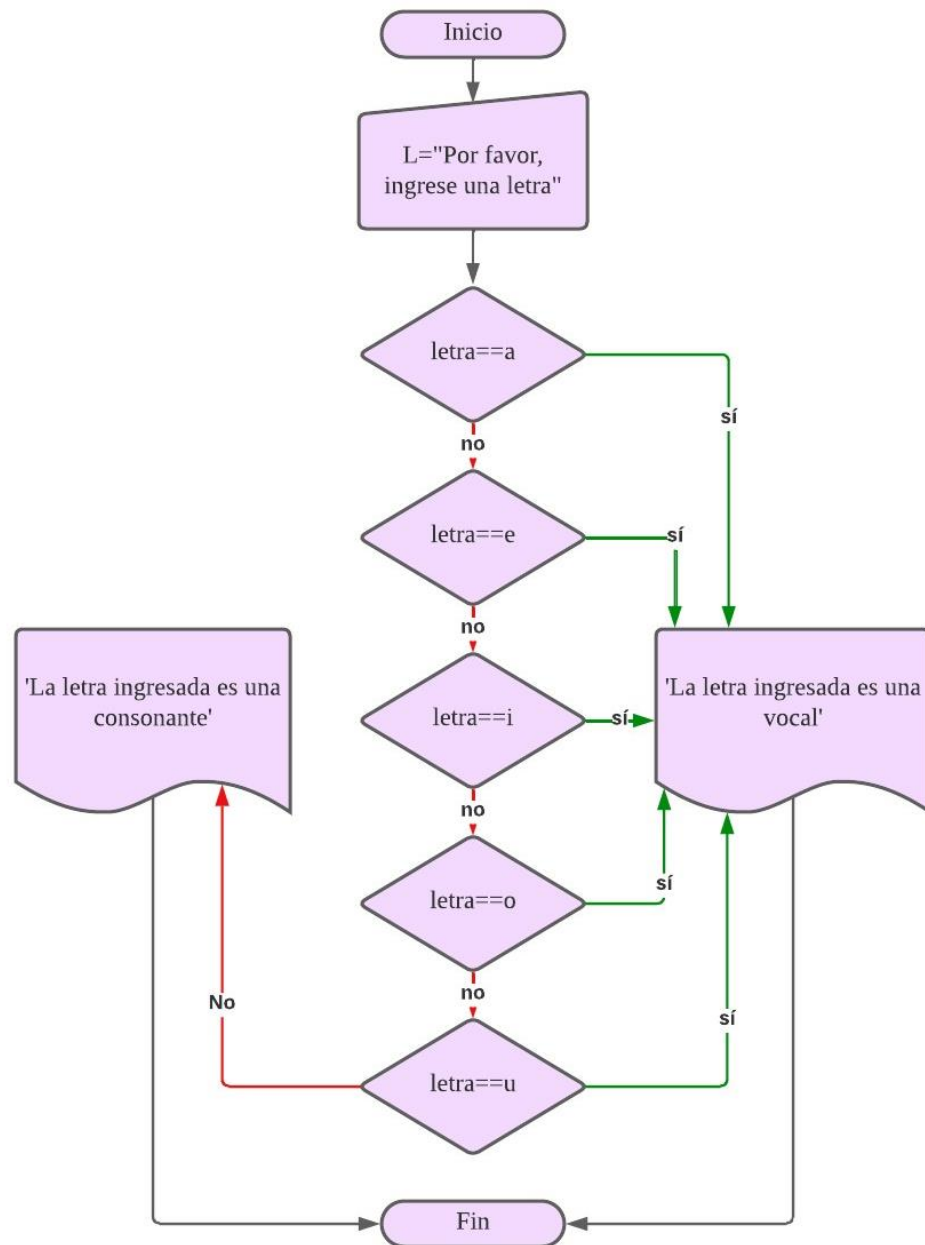 Inicio
L="Por favor,
ingrese una letra"
letra==a
sí
no
letra==e
sí
no
'La letra ingresada es una
consonante'
letra==i
sí
'La letra ingresada es una
vocal'
no
letra==o
sí
no
No
sí
letra==u
Fin